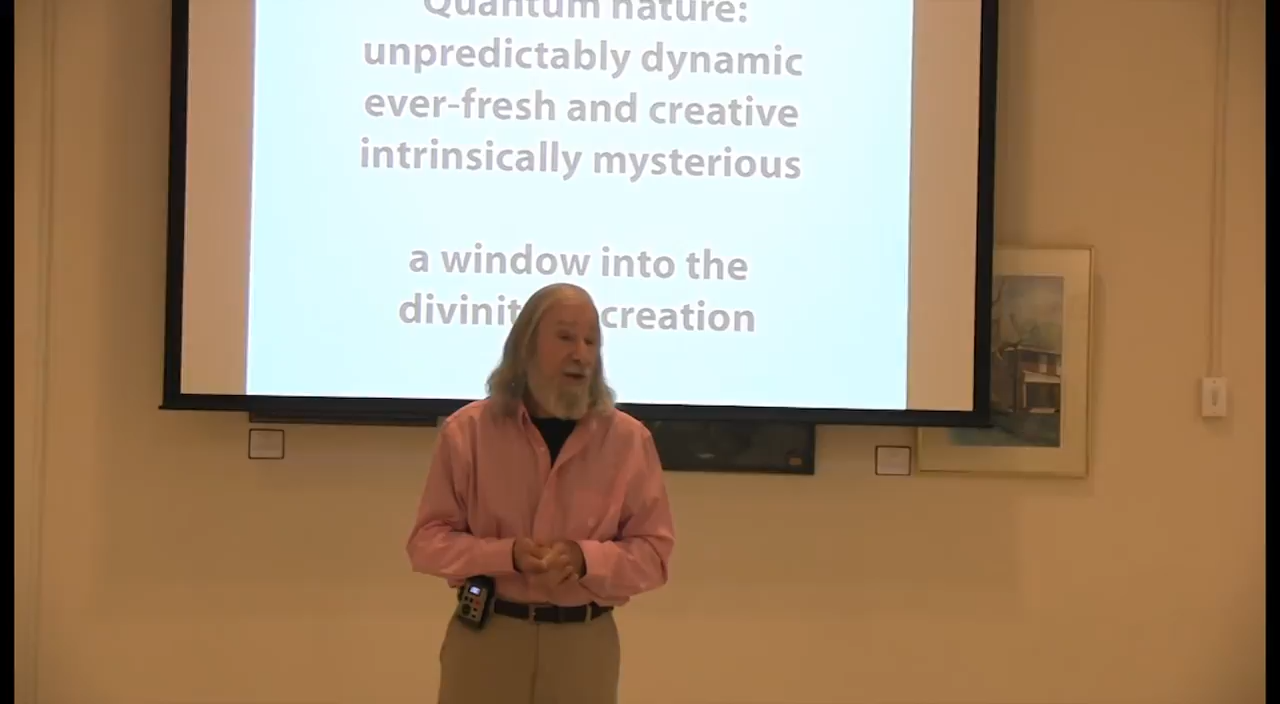 Quantum nature:
unpredictably dynamic
ever-fresh and creative
intrinsically mysterious
a window into the
creation